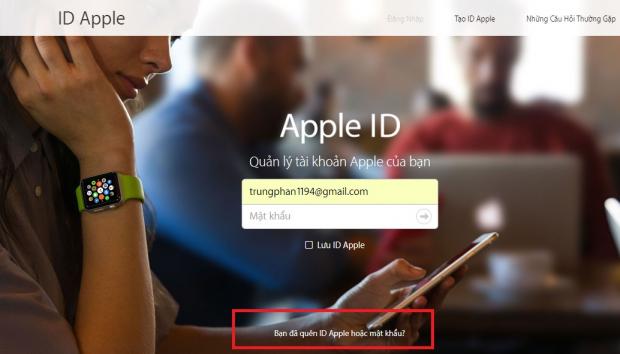 ID Apple
Đăng Nhập
Tạo ID Apple
Những Câu Hỏi Thường Gặp
Apple ID
Quản lý tài khoản Apple của bạn
trungphan1194@gmail.com
Mật khẩu
Lưu ID Apple
Bạn đã quên ID Apple hoặc mật khẩu?